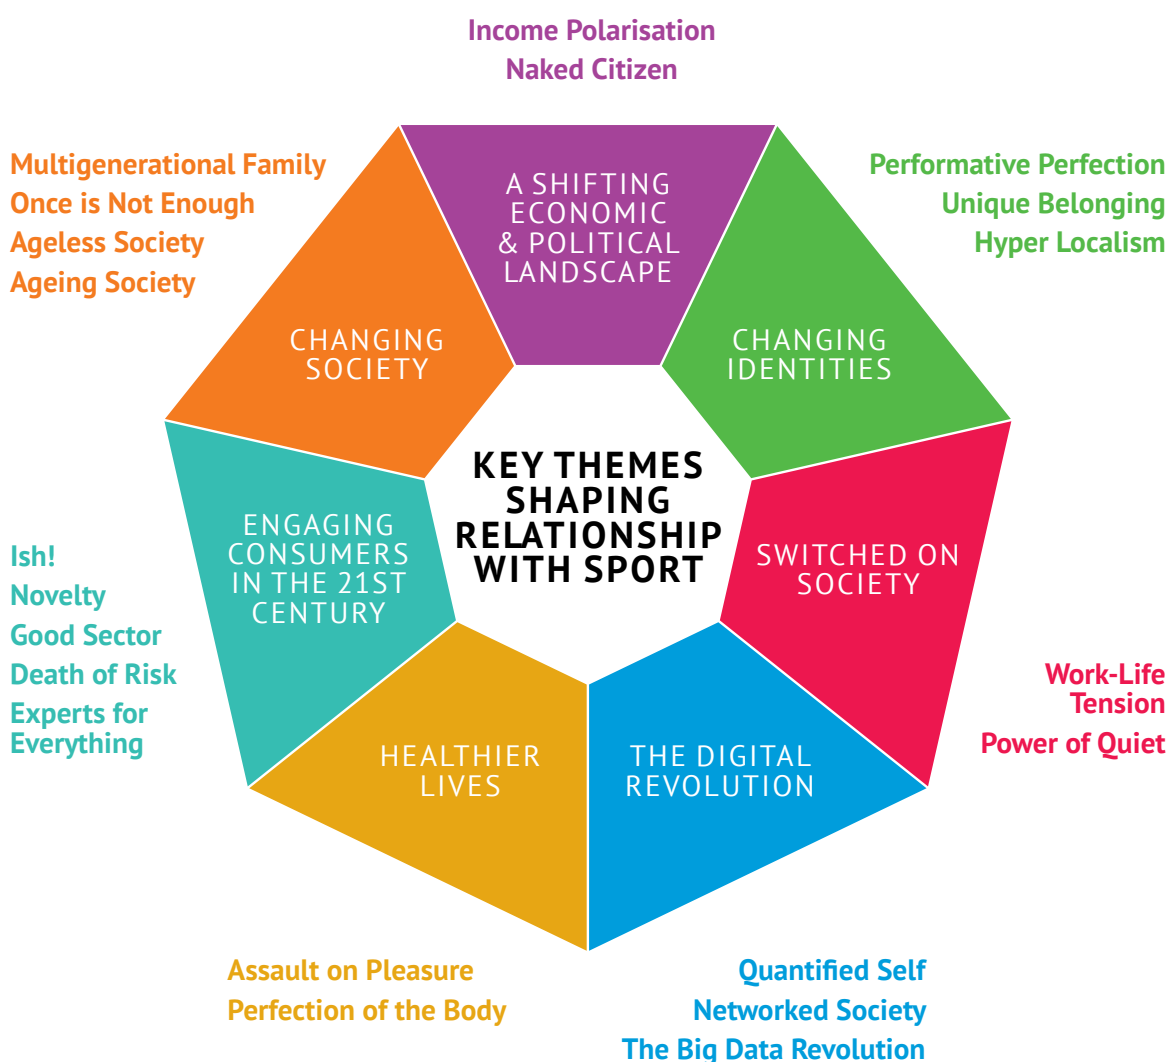 Income Polarisation
Naked Citizen
Multigenerational Family
Once is Not Enough
Ageless Society
Ageing Society
A SHIFTING
ECONOMIC
& POLITICAL
LANDSCAPE
Performative Perfection
Unique Belonging
Hyper Localism
CHANGING
SOCIETY
CHANGING
IDENTITIES
KEY THEMES
SHAPING
RELATIONSHIP
WITH SPORT
ENGAGING
CONSUMERS
IN THE 21ST
CENTURY
SWITCHED ON
SOCIETY
Ish!
Novelty
Good Sector
Death of Risk
Experts for
Everything
Work-Life
Tension
Power of Quiet
HEALTHIER
LIVES
THE DIGITAL
REVOLUTION
Assault on Pleasure
Perfection of the Body
Quantified Self
Networked Society
The Big Data Revolution